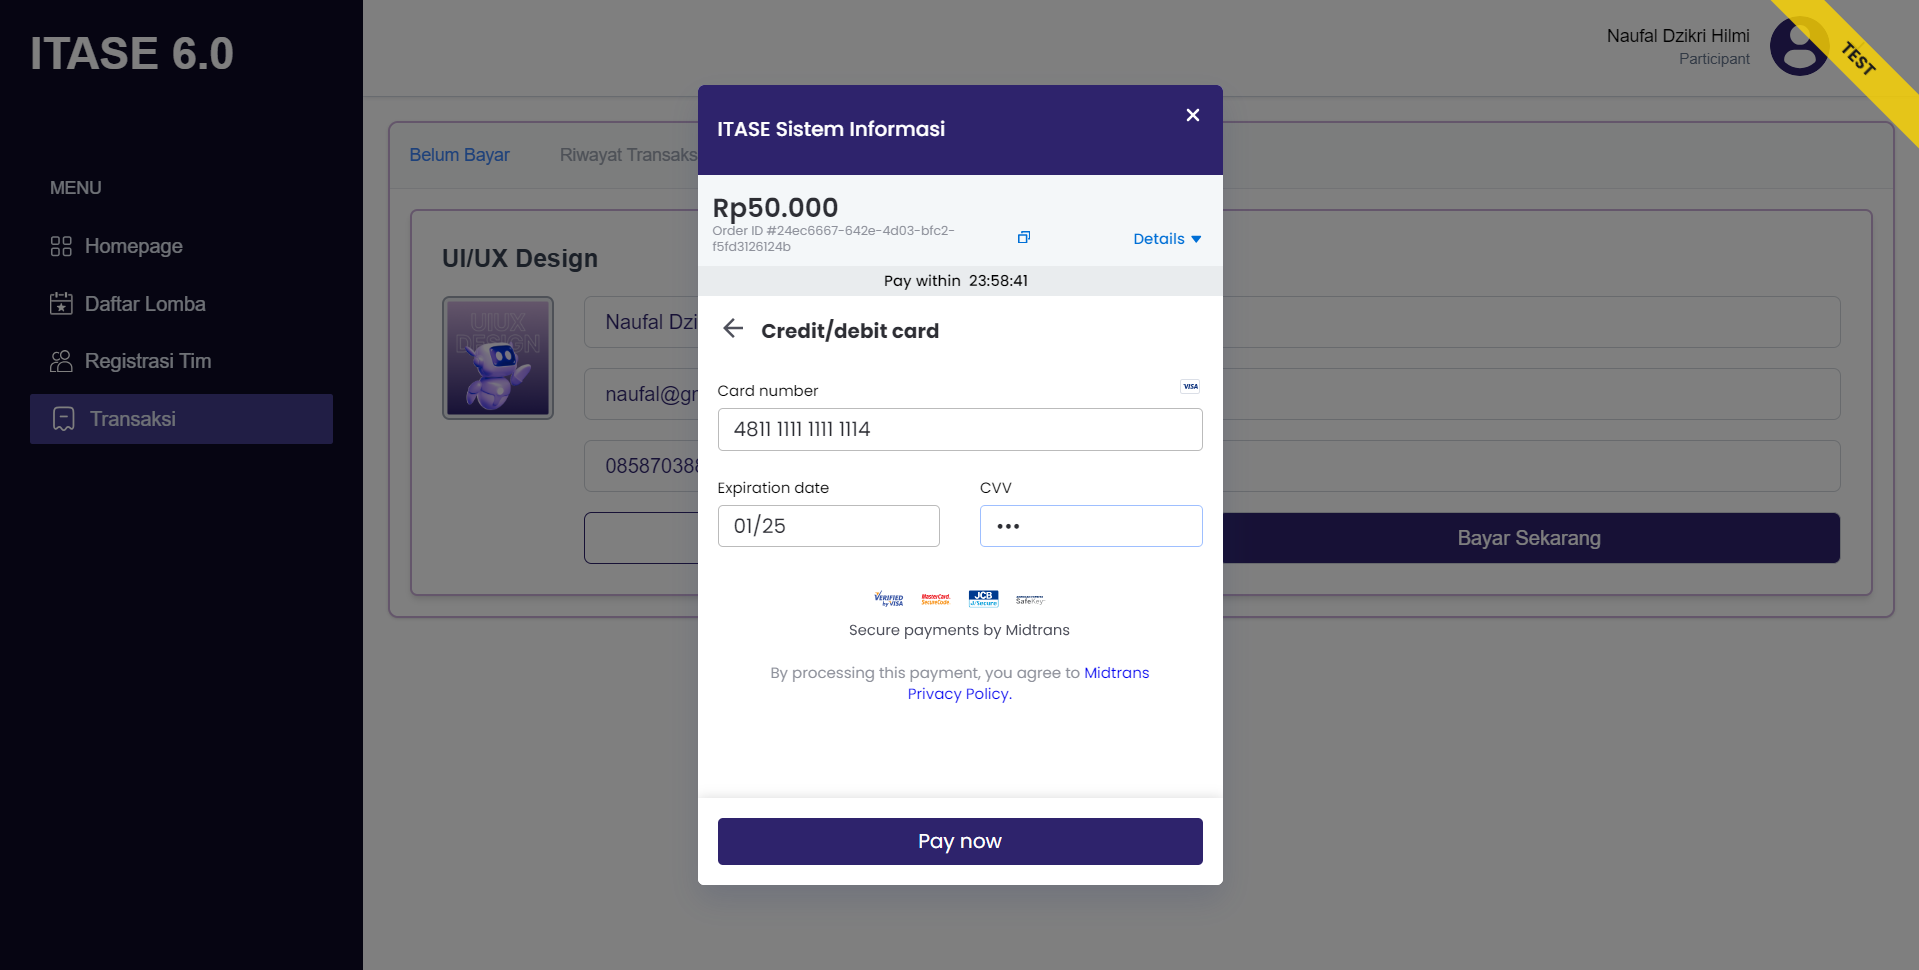 ITASE 6.0
MENU
Homepage
Daftar Lomba
Registrasi Tim
Transaksi
Naufal Dzikri Hilmi
Participant
TEST
Belum Bayar
Riwayat Transaks
UI/UX Design
UIUX
DESIGN
Naufal Dzi
naufal@gr
08587038
Bayar Sekarang
ITASE Sistem Informasi
Rp50.000
Order ID #24ec6667-642e-4d03-bfc2-
f5fd3126124b
Details
Pay within 23:58:41
Credit/debit card
Card number
VISA
4811 1111 1111 1114
Expiration date
CVV
01/25
•••
VERIFIED
by VISA
MasterCard.
SecureCode.
JCB
J/Secure
SafeKey
Secure payments by Midtrans
By processing this payment, you agree to Midtrans
Privacy Policy.
Pay now